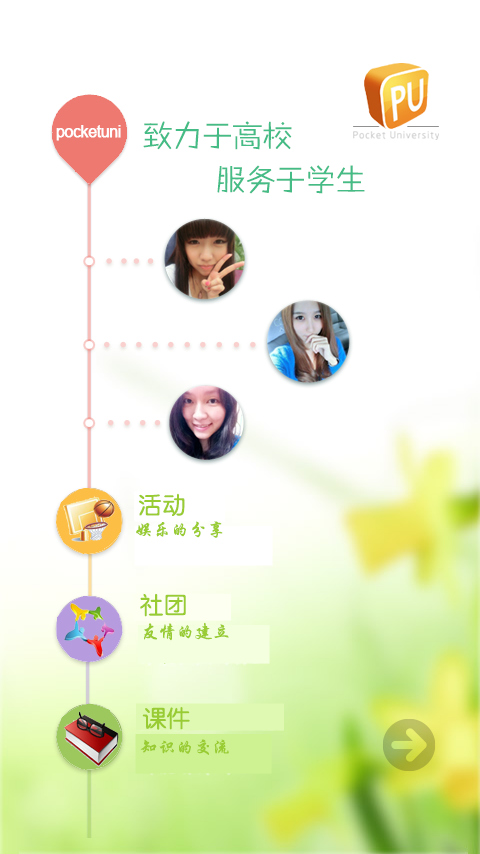 PU
Pocket University
pocketuni
致力于高校
服务于学生
活动
娱乐的分享
社团
友情的建立
课件
知识的交流